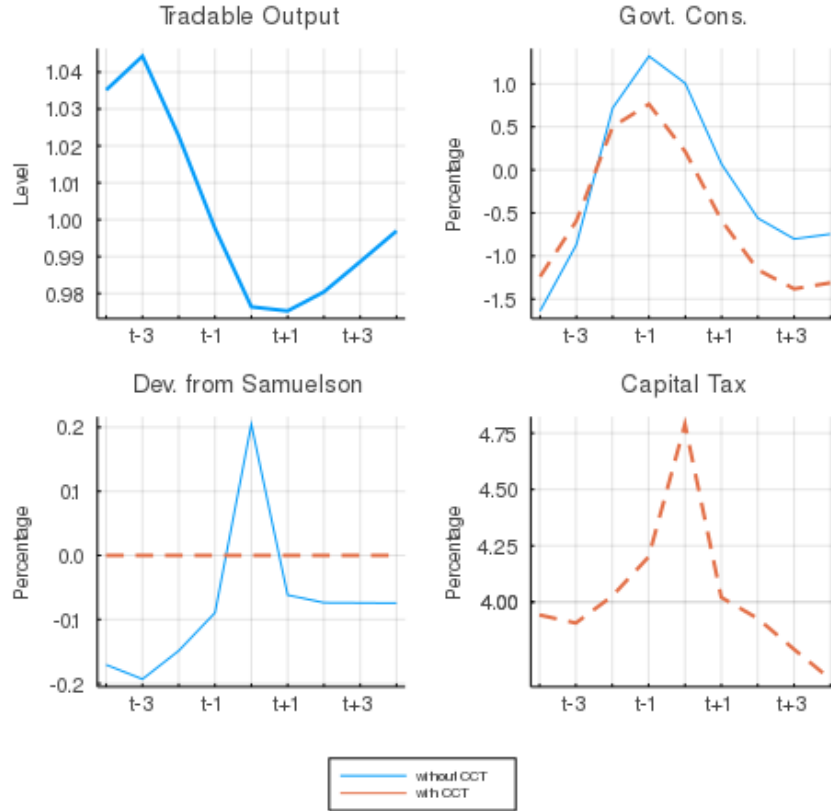 Tradable Output
1.04
1.03
1.02
1.01
1.00
0.99
0.98
Level
t-3
t-1
t+1
t+3
Govt. Cons.
1.0
0.5
0.0
-0.5
-1.0
-1.5
Percentage
t-3
t-1
t+1
t+3
Dev. from Samuelson
0.2
0.1
0.0
-0.1
-0.2
Percentage
t-3
t-1
t+1
t+3
Capital Tax
4.75
4.50
4.25
4.00
Percentage
t-3
t-1
t+1
t+3
without CCT
with CCT